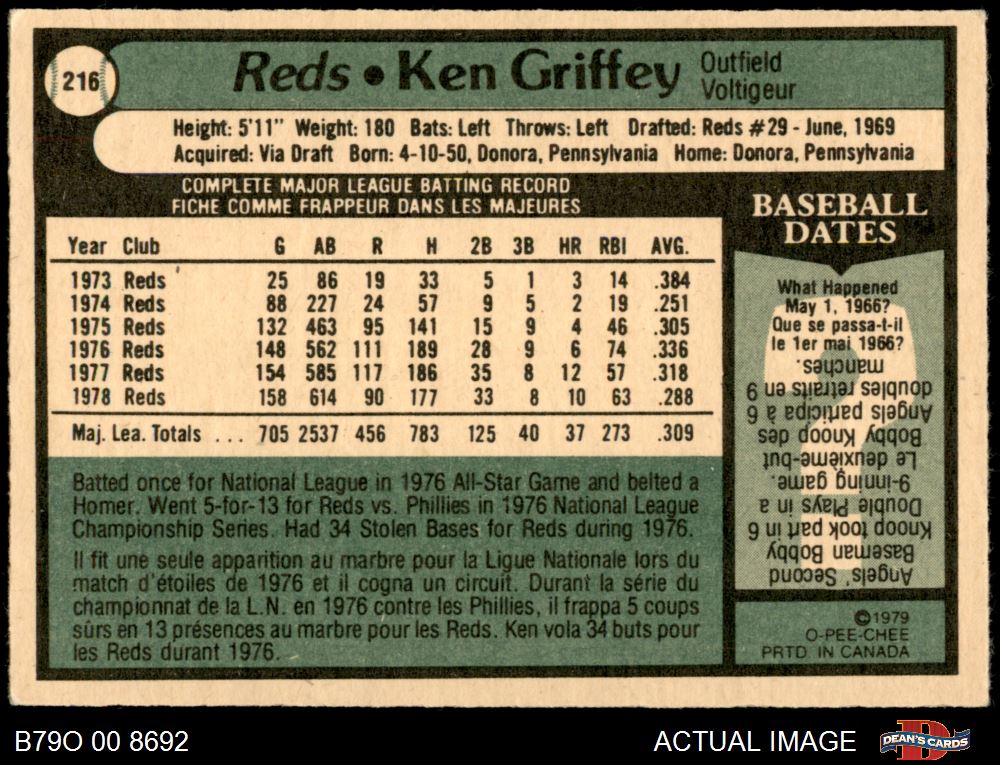 216
Reds • Ken Griffey
Outfield
Voltigeur
Height: 5'11" Weight: 180 Bats: Left Throws: Left Drafted: Reds #29 - June, 1969
Acquired: Via Draft Born: 4-10-50, Donora, Pennsylvania Home: Donora, Pennsylvania
COMPLETE MAJOR LEAGUE BATTING RECORD
FICHE COMME FRAPPEUR DANS LES MAJEURES
Year Club G AB R H 2B 3B HR RBI AVG.
1973 Reds 25 86 19 33 5 1 3 14 .384
1974 Reds 88 227 24 57 9 5 2 19 .251
1975 Reds 132 463 95 141 15 9 4 46 .305
1976 Reds 148 562 111 189 28 9 6 74 .336
1977 Reds 154 585 117 186 35 8 12 57 .318
1978 Reds 158 614 90 177 33 8 10 63 .288
Maj. Lea. Totals ... 705 2537 456 783 125 40 37 273 .309
Batted once for National League in 1976 All-Star Game and belted a
Homer. Went 5-for-13 for Reds vs. Phillies in 1976 National League
Championship Series. Had 34 Stolen Bases for Reds during 1976.
Il fit une seule apparition au marbre pour la Ligue Nationale lors du
match d'étoiles de 1976 et il cogna un circuit. Durant la série du
championnat de la L.N. en 1976 contre les Phillies, il frappa 5 coups
sûrs en 13 présences au marbre pour les Reds. Ken vola 34 buts pour
les Reds durant 1976.
BASEBALL
DATES
What Happened
May 1, 1966?
Que se passa-t-il
le 1er mai 1966?
Angels' Second
Baseman Bobby
Knoop took part in 6
Double Plays in a
9-inning game.
Le deuxième-but
Bobby Knoop des
Angels participa à 6
doubles retraits en 9
manches.
©1979
O-PEE-CHEE
PRTD IN CANADA
B79O 00 8692
ACTUAL IMAGE
DEAN'S CARDS